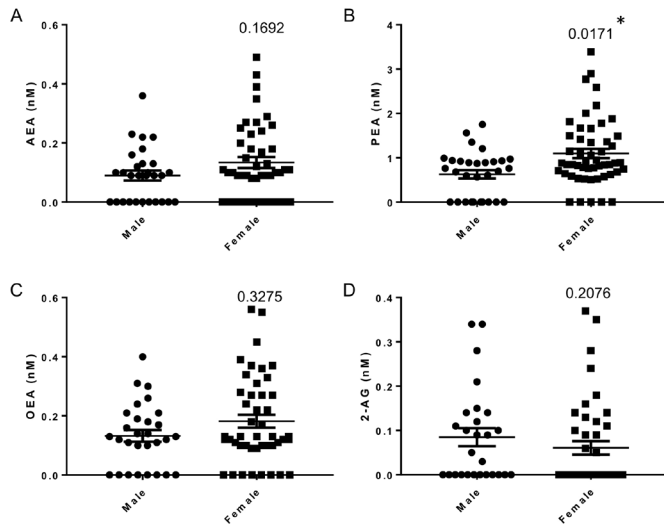 A
0.6
0.4
0.2
0.0
AEA (nM)
0.1692
Male
Female
B
4
3
2
1
0
PEA (nM)
0.0171 *
Male
Female
C
0.6
0.4
0.2
0.0
OEA (nM)
0.3275
Male
Female
D
0.4
0.3
0.2
0.1
0.0
2-AG (nM)
0.2076
Male
Female